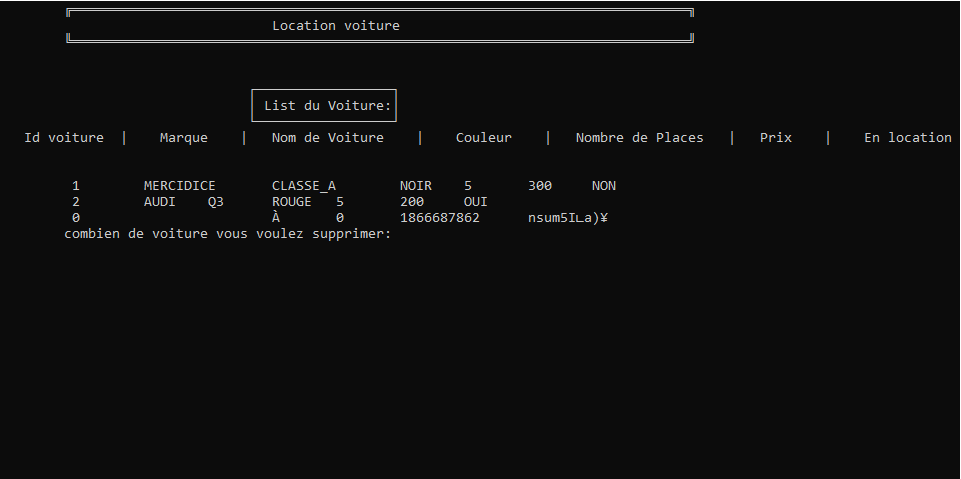 Location voiture
List du Voiture:
Id voiture | Marque | Nom de Voiture | Couleur | Nombre de Places | Prix | En location
1 MERCIDICE CLASSE_A NOIR 5 300 NON
2 AUDI Q3 ROUGE 5 200 OUI
0 À 0 1866687862 nsum5I∟a)¥
combien de voiture vous voulez supprimer: